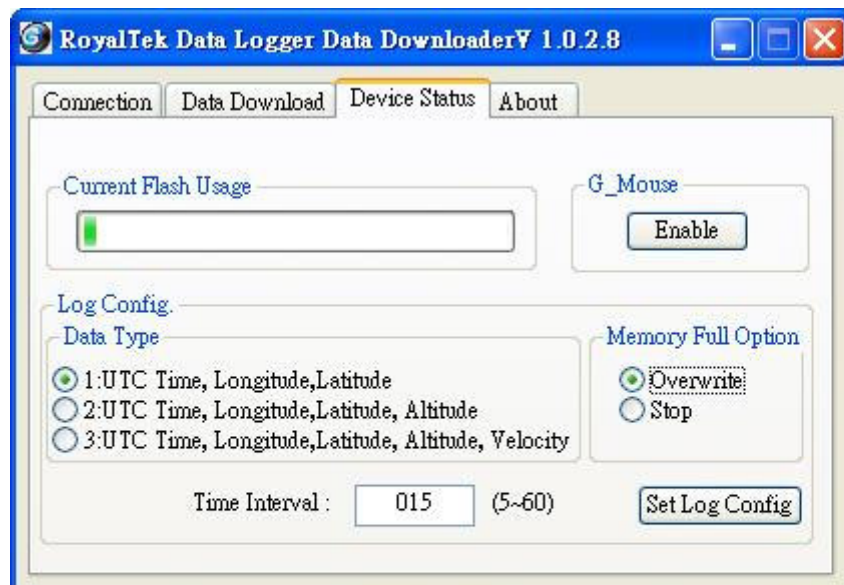 RoyalTek Data Logger Data DownloaderV 1.0.2.8
Connection Data Download Device Status About
Current Flash Usage
G_Mouse
Enable
Log Config.
Data Type
1:UTC Time, Longitude,Latitude
2:UTC Time, Longitude,Latitude, Altitude
3:UTC Time, Longitude,Latitude, Altitude, Velocity
Memory Full Option
Overwrite
Stop
Time Interval : 015 (5~60)
Set Log Config